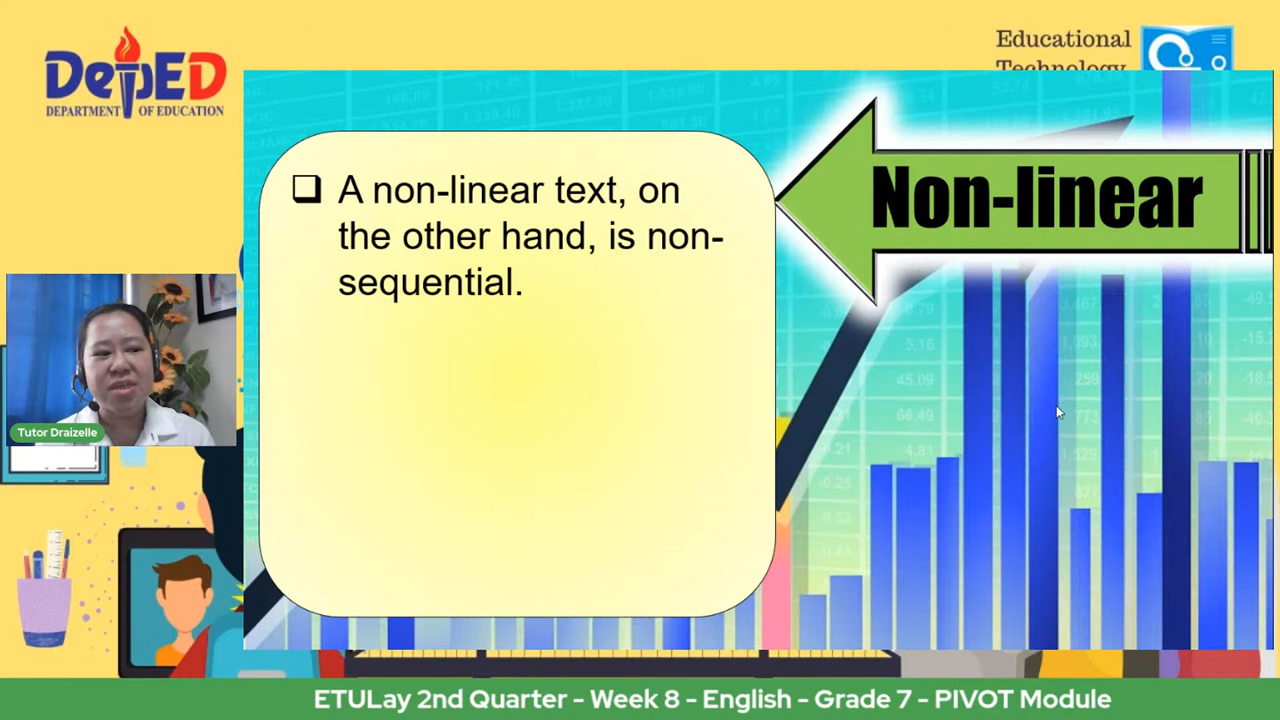 DepED
DEPARTMENT OF EDUCATION
Educational
Technology
Non-linear
❑ A non-linear text, on
the other hand, is non-
sequential.
Tutor Draizelle
ETULay 2nd Quarter - Week 8 - English - Grade 7 - PIVOT Module